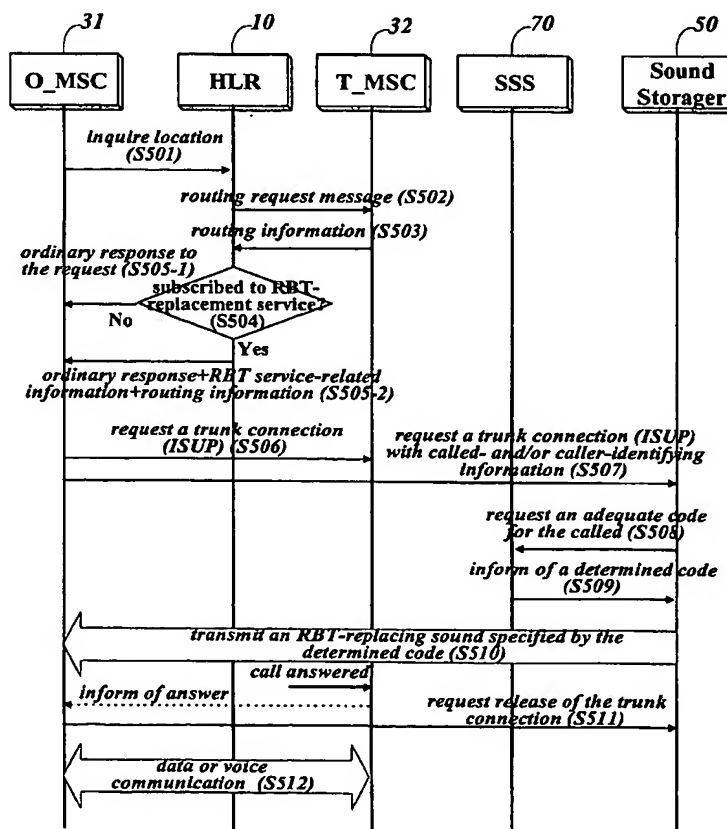 31
10
32
70
50
O_MSC
HLR
T_MSC
SSS
Sound
Storager
inquire location
(S501)
routing request message (S502)
routing information (S503)
ordinary response to
the request (S505-1)
subscribed to RBT-
replacement service?
(S504)
No
Yes
ordinary response+RBT service-related
information+routing information (S505-2)
request a trunk connection
(ISUP) (S506)
request a trunk connection (ISUP)
with called- and/or caller-identifying
information (S507)
request an adequate code
for the called (S508)
inform of a determined code
(S509)
transmit an RBT-replacing sound specified by the
determined code (S510)
call answered
inform of answer
request release of the trunk
connection (S511)
data or voice
communication (S512)